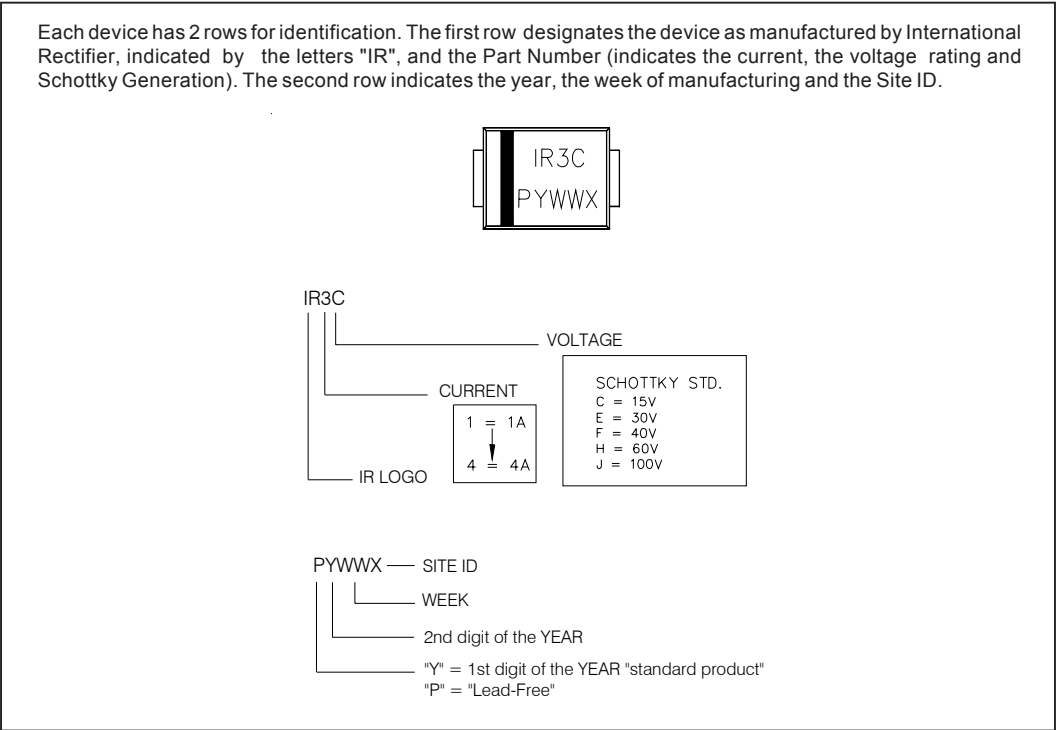 Each device has 2 rows for identification. The first row designates the device as manufactured by International
Rectifier, indicated by the letters "IR", and the Part Number (indicates the current, the voltage rating and
Schottky Generation). The second row indicates the year, the week of manufacturing and the Site ID.
IR3C
PYWWX
IR3C
VOLTAGE
SCHOTTKY STD.
C = 15V
E = 30V
F = 40V
H = 60V
J = 100V
CURRENT
1 = 1A
4 = 4A
IR LOGO
PYWWX
SITE ID
WEEK
2nd digit of the YEAR
"Y" = 1st digit of the YEAR "standard product"
"P" = "Lead-Free"